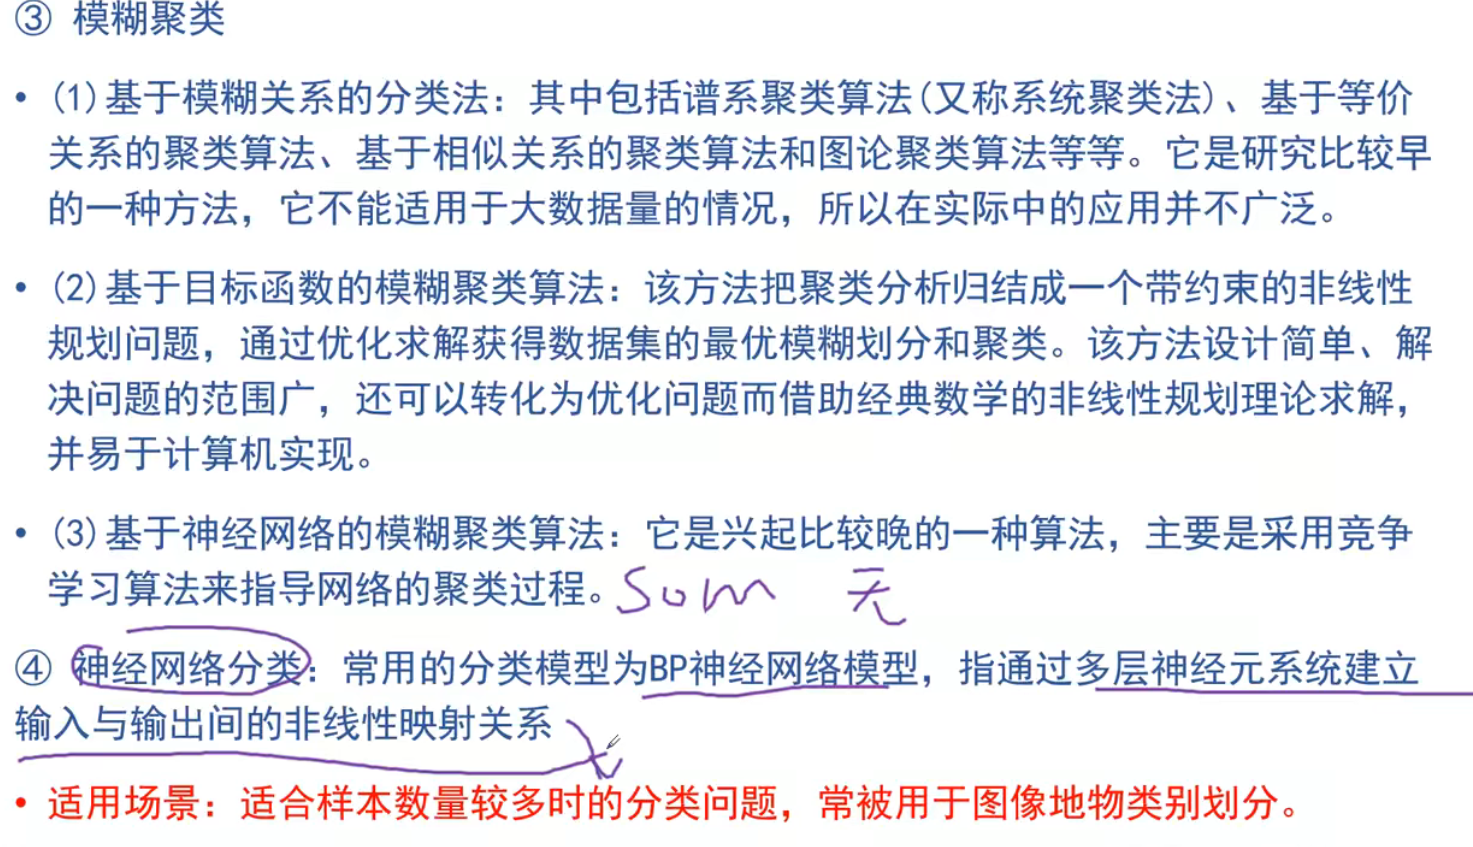 ③ 模糊聚类
• (1)基于模糊关系的分类法：其中包括谱系聚类算法(又称系统聚类法)、基于等价
关系的聚类算法、基于相似关系的聚类算法和图论聚类算法等等。它是研究比较早
的一种方法，它不能适用于大数据量的情况，所以在实际中的应用并不广泛。
• (2)基于目标函数的模糊聚类算法：该方法把聚类分析归结成一个带约束的非线性
规划问题，通过优化求解获得数据集的最优模糊划分和聚类。该方法设计简单、解
决问题的范围广，还可以转化为优化问题而借助经典数学的非线性规划理论求解，
并易于计算机实现。
• (3)基于神经网络的模糊聚类算法：它是兴起比较晚的一种算法，主要是采用竞争
学习算法来指导网络的聚类过程。 SOM 无
④ 神经网络分类：常用的分类模型为BP神经网络模型，指通过多层神经元系统建立
输入与输出间的非线性映射关系
• 适用场景：适合样本数量较多时的分类问题，常被用于图像地物类别划分。